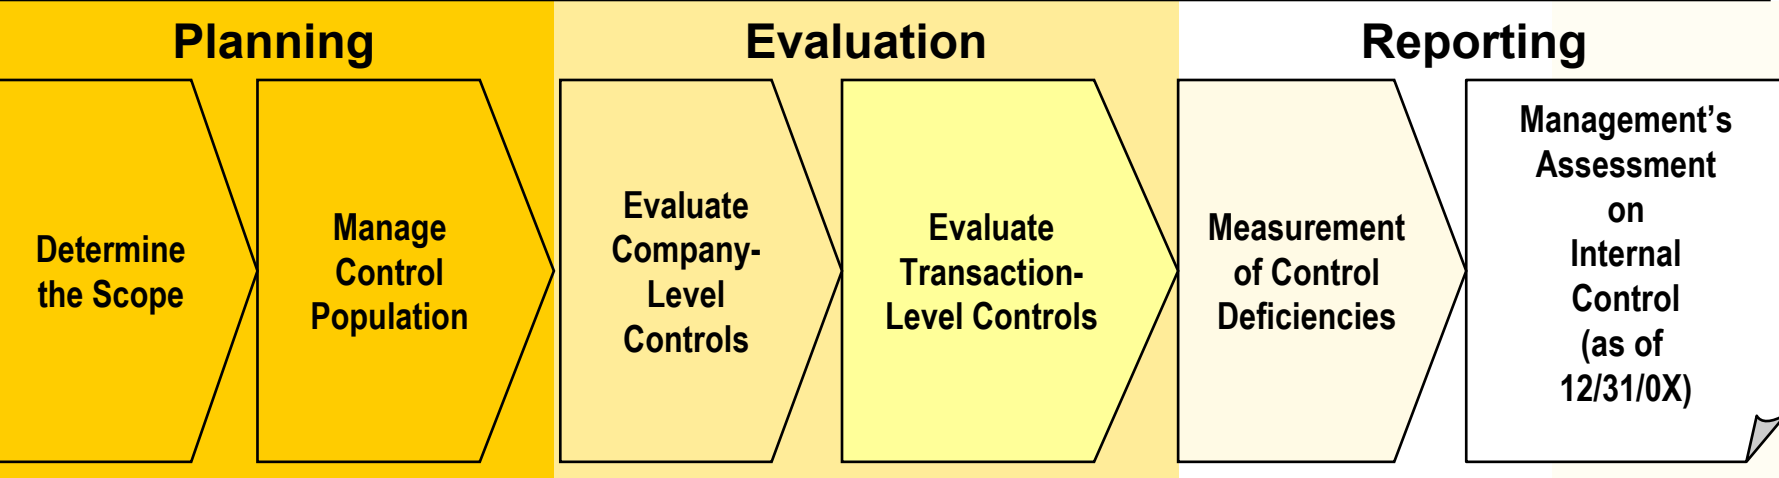 Planning
Evaluation
Reporting
Determine
the Scope
Manage
Control
Population
Evaluate
Company-
Level
Controls
Evaluate
Transaction-
Level Controls
Measurement
of Control
Deficiencies
Management’s
Assessment
on
Internal
Control
(as of
12/31/0X)